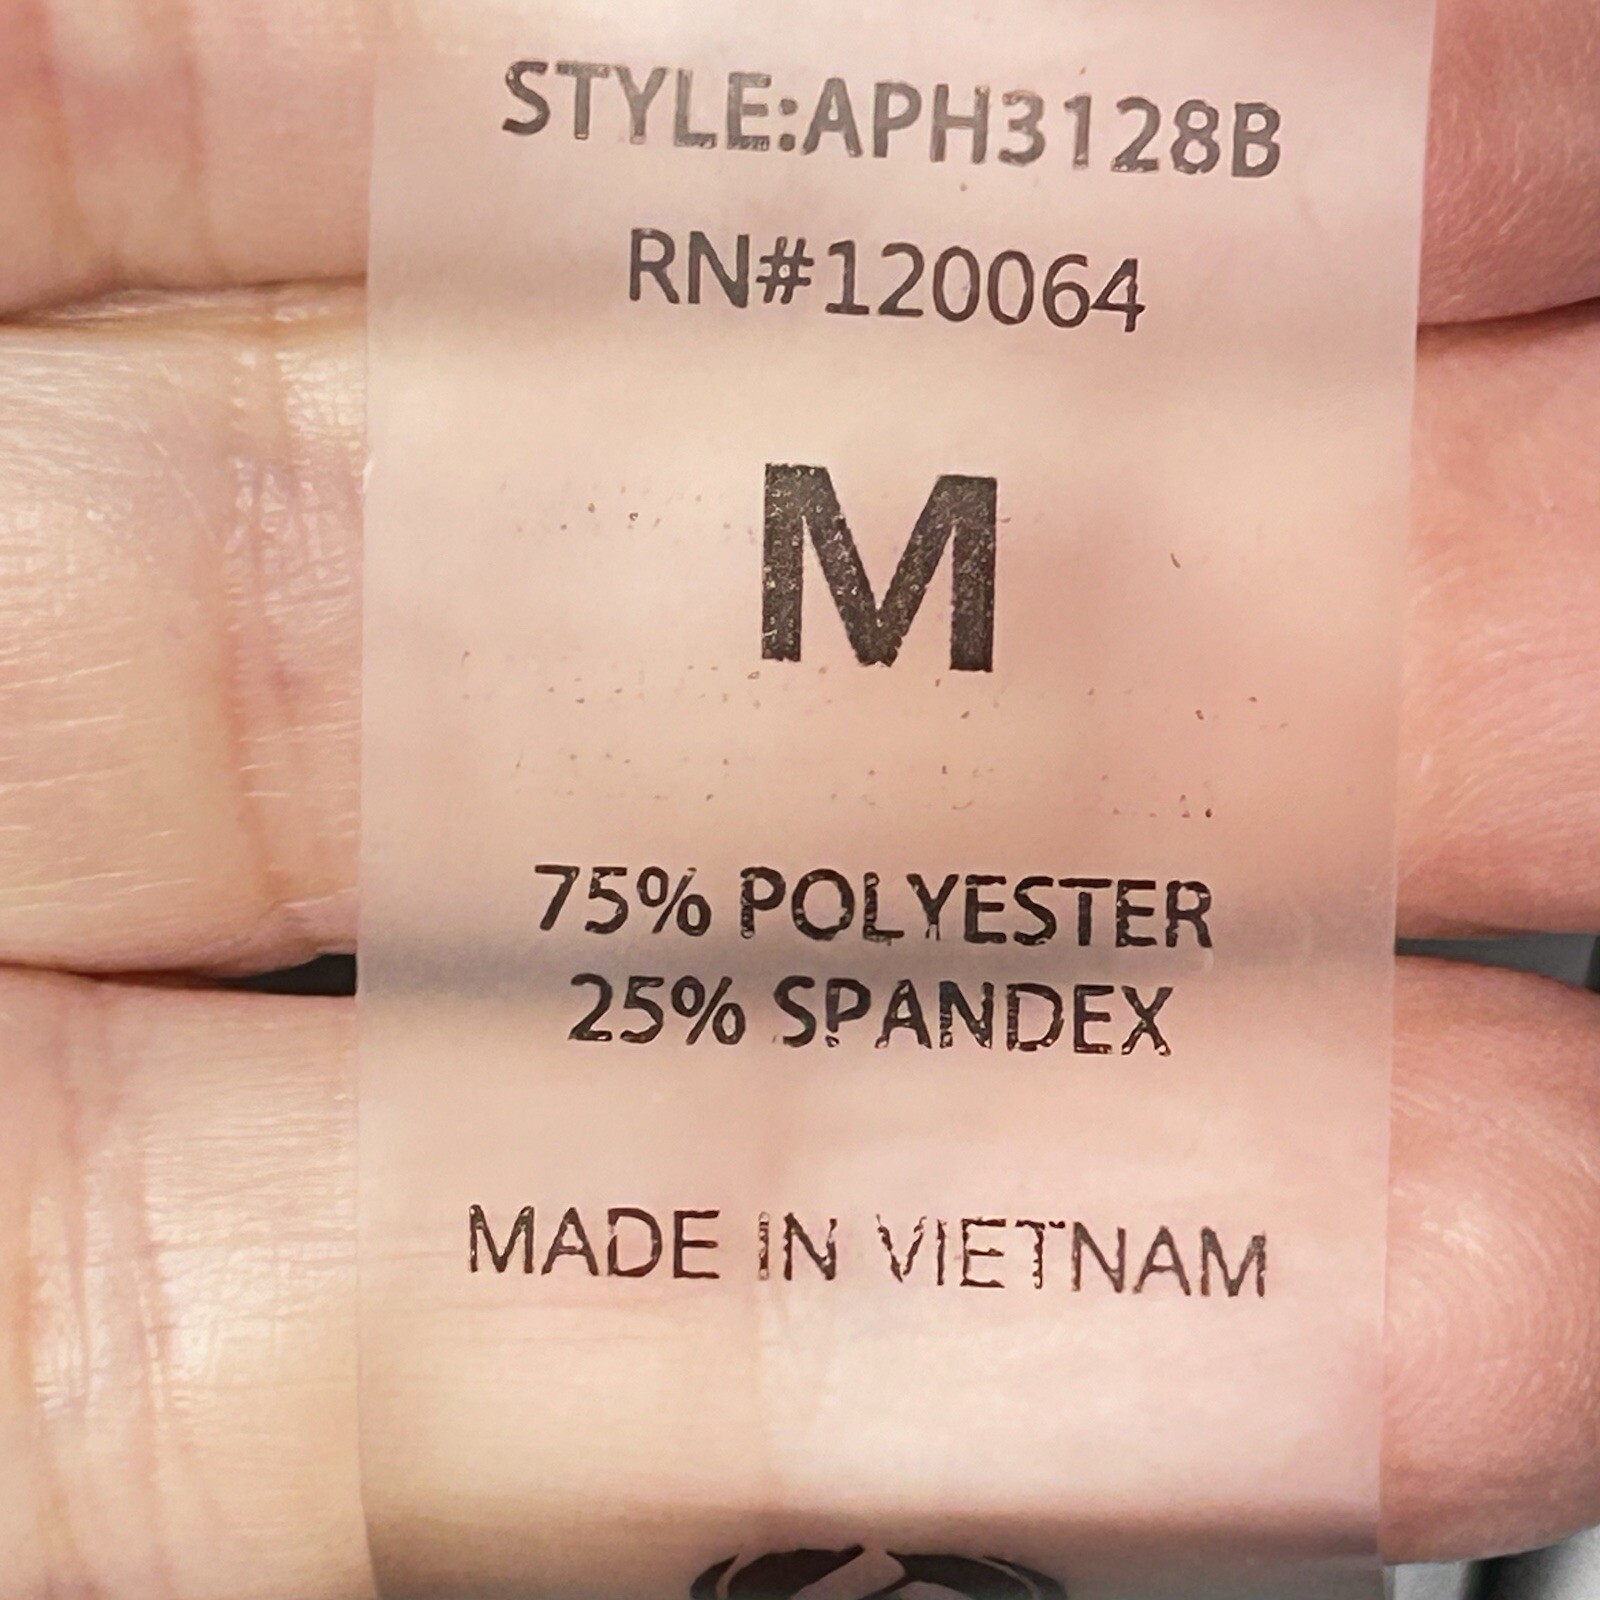 STYLE:APH3128B
RN#120064
M
75% POLYESTER
25% SPANDEX
MADE IN VIETNAM